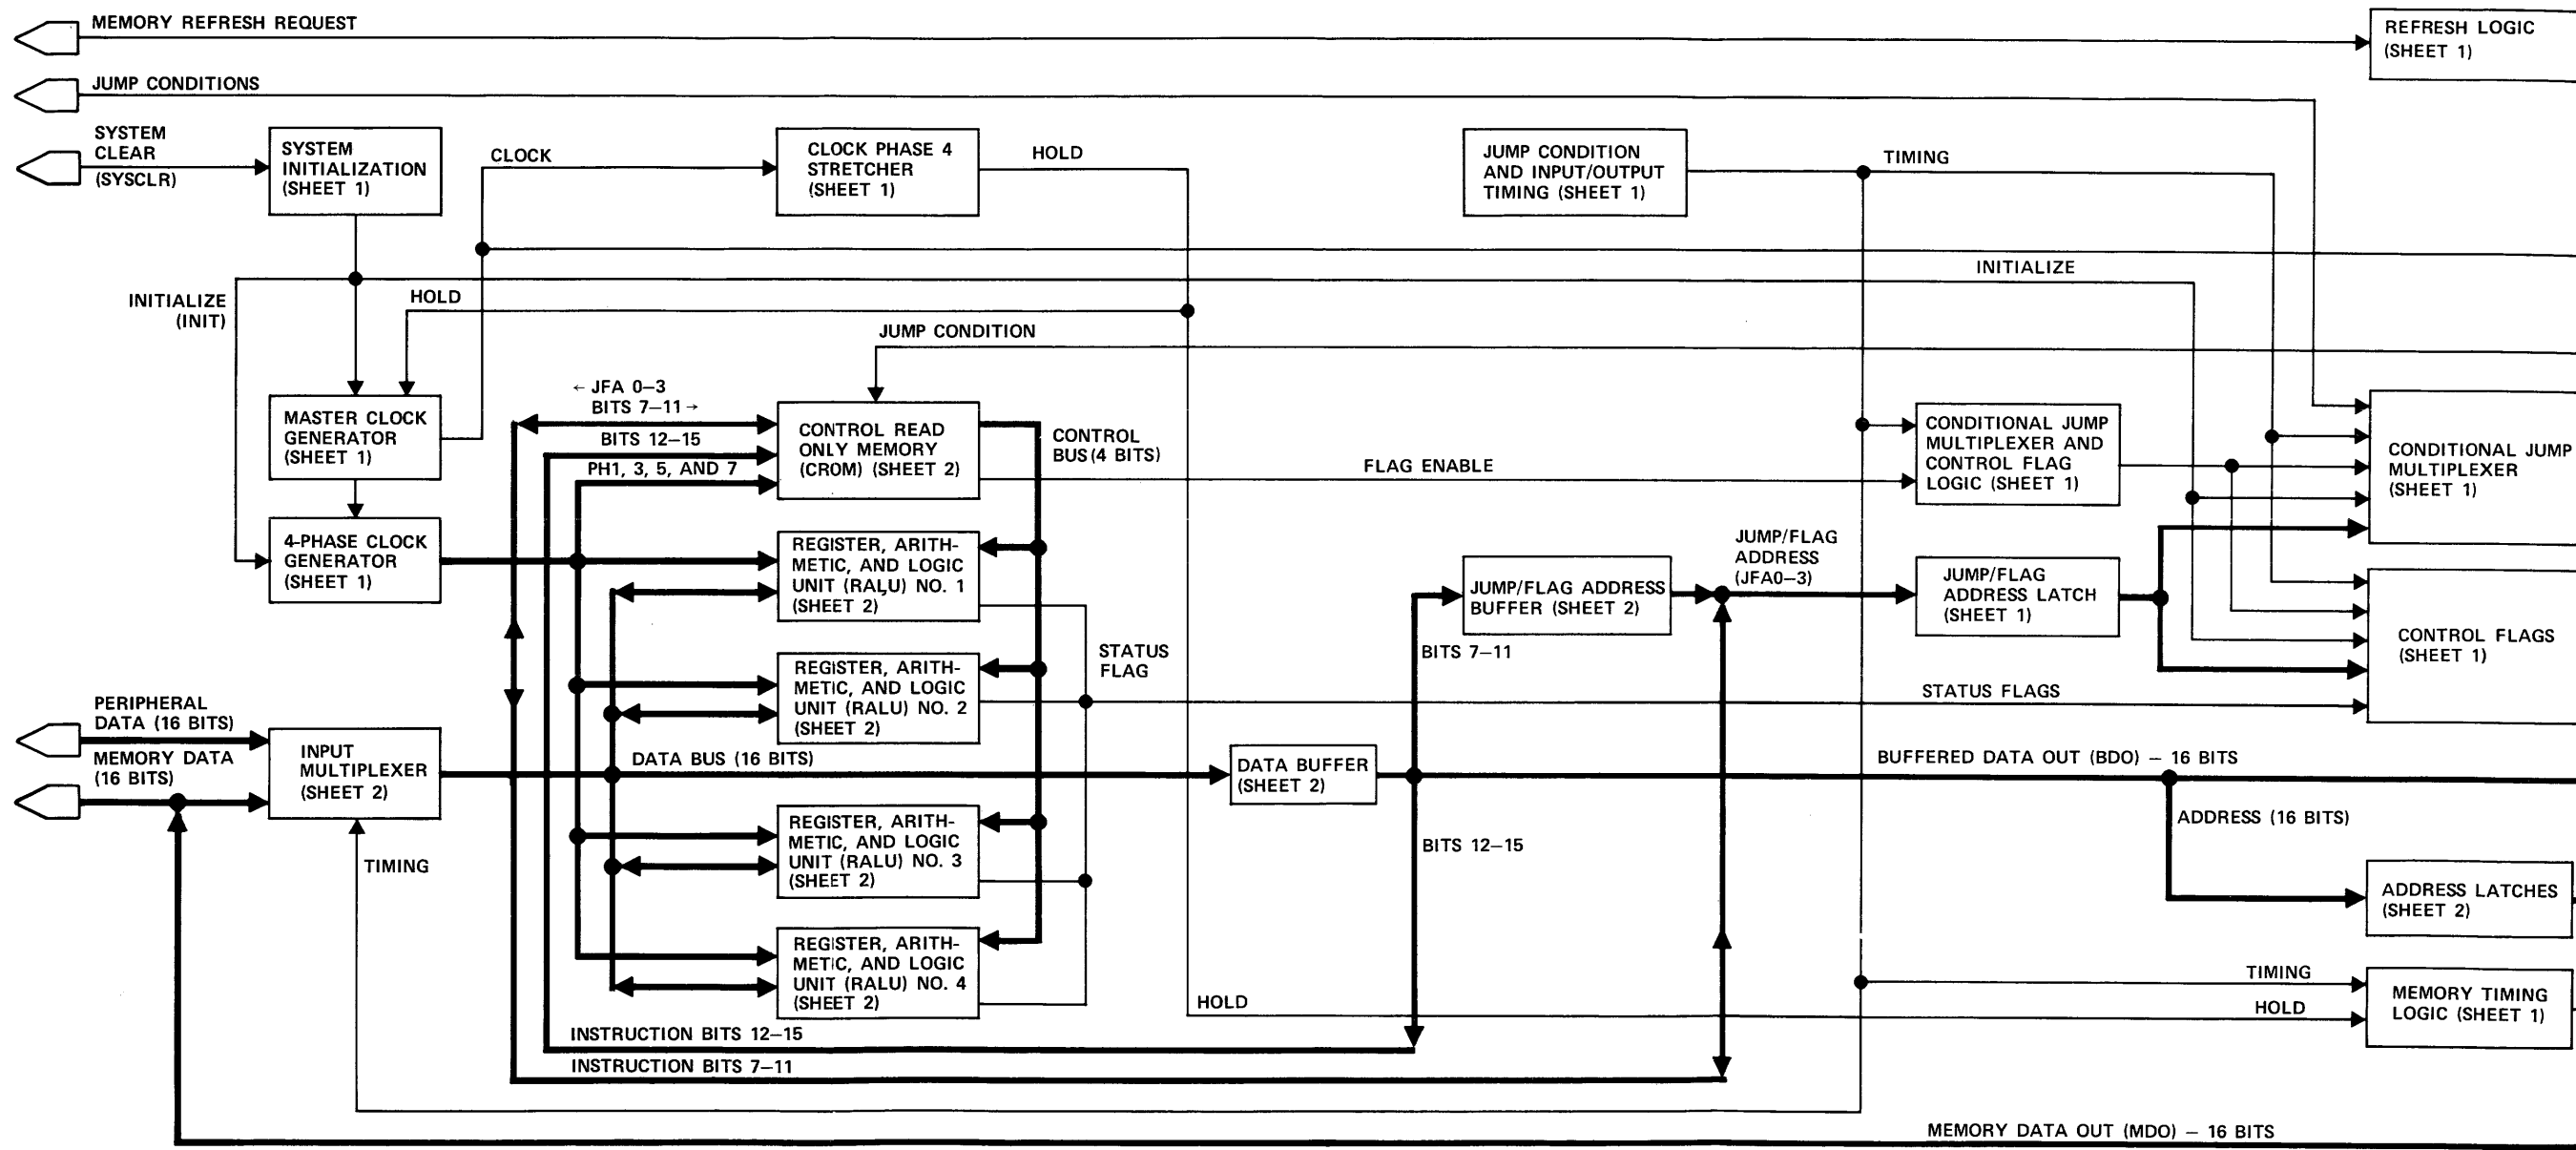 MEMORY REFRESH REQUEST
REFRESH LOGIC
(SHEET 1)
JUMP CONDITIONS
SYSTEM
CLEAR
(SYSCLR)
SYSTEM
INITIALIZATION
(SHEET 1)
CLOCK
CLOCK PHASE 4
STRETCHER
(SHEET 1)
HOLD
JUMP CONDITION
AND INPUT/OUTPUT
TIMING (SHEET 1)
TIMING
INITIALIZE
(INIT)
HOLD
INITIALIZE
JUMP CONDITION
← JFA 0–3
BITS 7–11 →
BITS 12–15
PH1, 3, 5, AND 7
MASTER CLOCK
GENERATOR
(SHEET 1)
CONTROL READ
ONLY MEMORY
(CROM) (SHEET 2)
CONTROL
BUS (4 BITS)
FLAG ENABLE
CONDITIONAL JUMP
MULTIPLEXER AND
CONTROL FLAG
LOGIC (SHEET 1)
CONDITIONAL JUMP
MULTIPLEXER
(SHEET 1)
4-PHASE CLOCK
GENERATOR
(SHEET 1)
REGISTER, ARITH-
METIC, AND LOGIC
UNIT (RALU) NO. 1
(SHEET 2)
JUMP/FLAG ADDRESS
BUFFER (SHEET 2)
JUMP/FLAG
ADDRESS
(JFA0–3)
JUMP/FLAG
ADDRESS LATCH
(SHEET 1)
CONTROL FLAGS
(SHEET 1)
REGISTER, ARITH-
METIC, AND LOGIC
UNIT (RALU) NO. 2
(SHEET 2)
STATUS
FLAG
BITS 7–11
STATUS FLAGS
PERIPHERAL
DATA (16 BITS)
MEMORY DATA
(16 BITS)
INPUT
MULTIPLEXER
(SHEET 2)
DATA BUS (16 BITS)
DATA BUFFER
(SHEET 2)
BUFFERED DATA OUT (BDO) – 16 BITS
ADDRESS (16 BITS)
TIMING
REGISTER, ARITH-
METIC, AND LOGIC
UNIT (RALU) NO. 3
(SHEET 2)
BITS 12–15
ADDRESS LATCHES
(SHEET 2)
REGISTER, ARITH-
METIC, AND LOGIC
UNIT (RALU) NO. 4
(SHEET 2)
HOLD
TIMING
HOLD
MEMORY TIMING
LOGIC (SHEET 1)
INSTRUCTION BITS 12–15
INSTRUCTION BITS 7–11
MEMORY DATA OUT (MDO) – 16 BITS